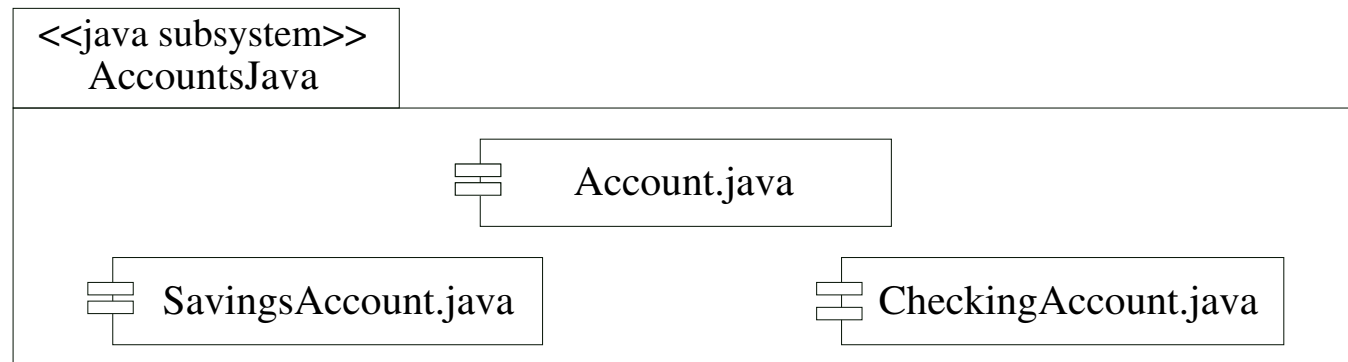 <<java subsystem>>
AccountsJava
Account.java
SavingsAccount.java
CheckingAccount.java